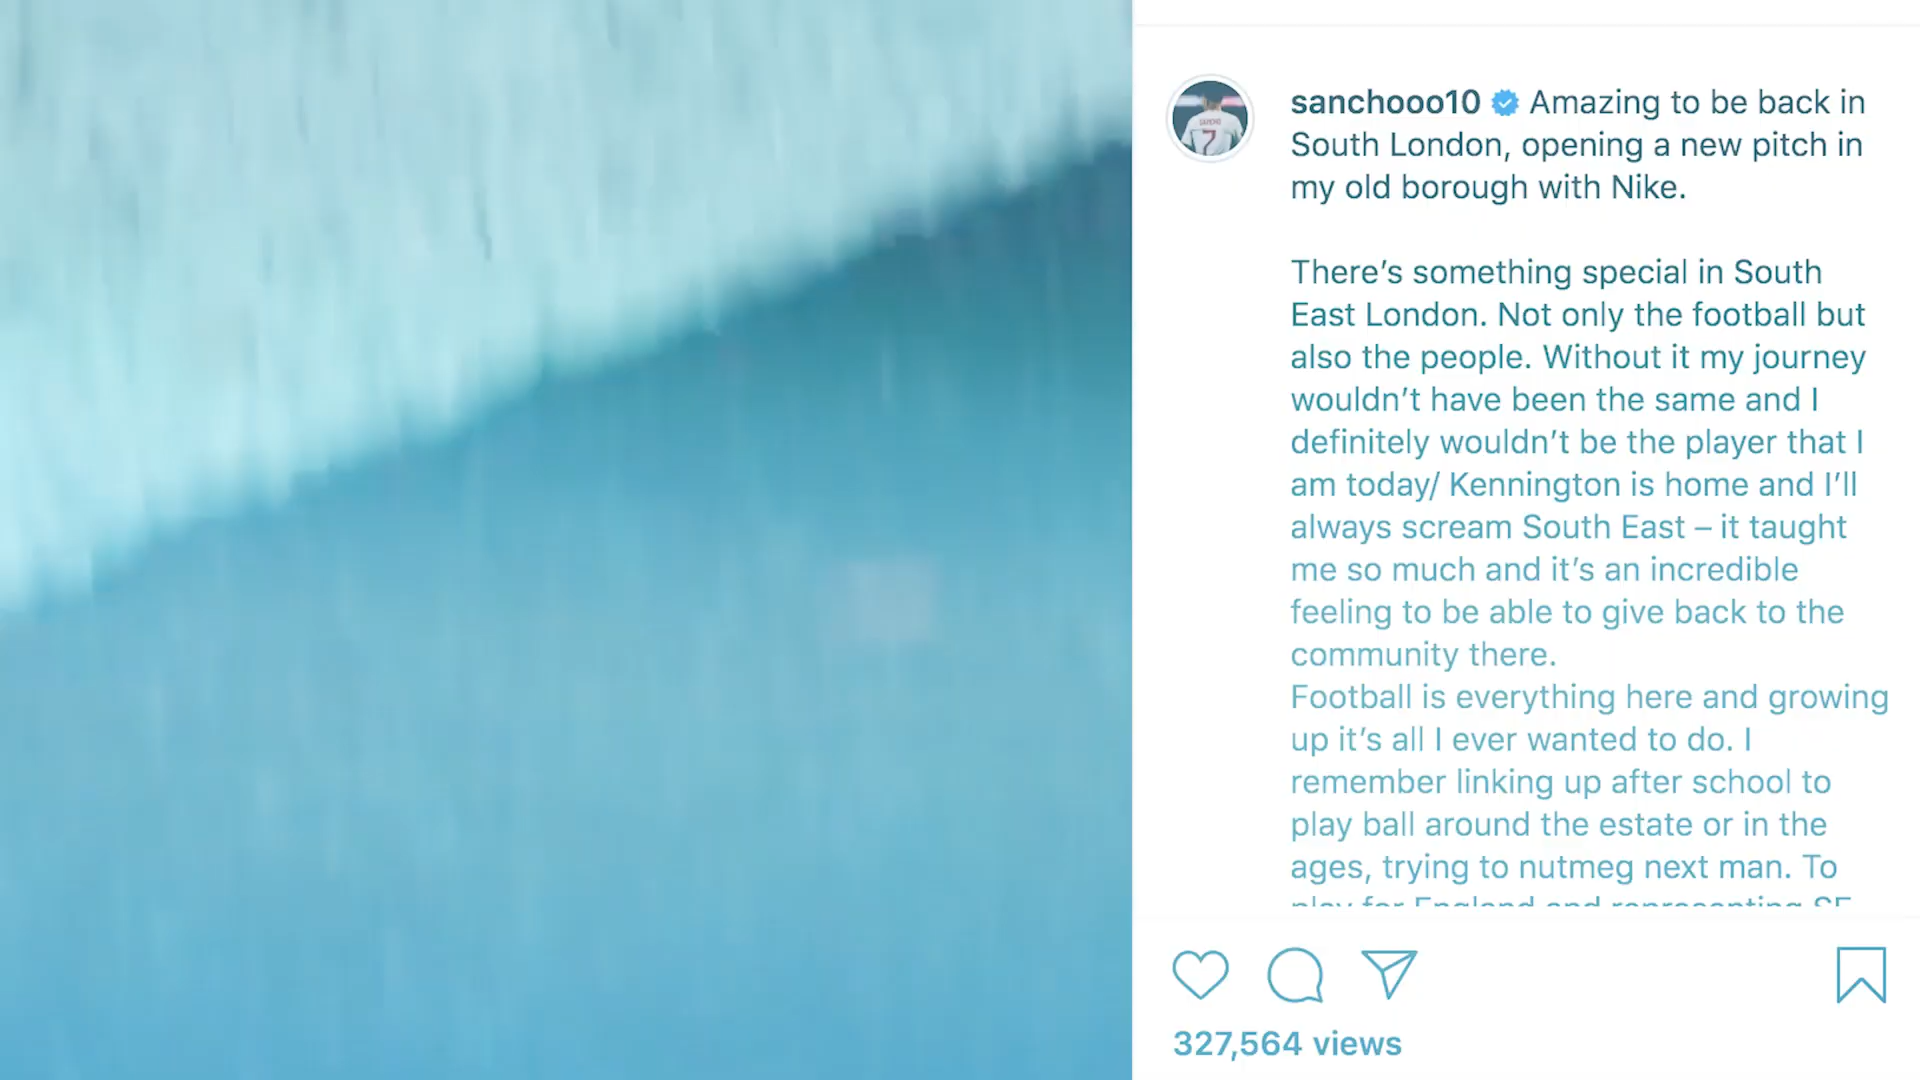 sanchooo10 Amazing to be back in
South London, opening a new pitch in
my old borough with Nike.
There’s something special in South
East London. Not only the football but
also the people. Without it my journey
wouldn’t have been the same and I
definitely wouldn’t be the player that I
am today/ Kennington is home and I’ll
always scream South East – it taught
me so much and it’s an incredible
feeling to be able to give back to the
community there.
Football is everything here and growing
up it’s all I ever wanted to do. I
remember linking up after school to
play ball around the estate or in the
ages, trying to nutmeg next man. To
play for England and representing SE
327,564 views